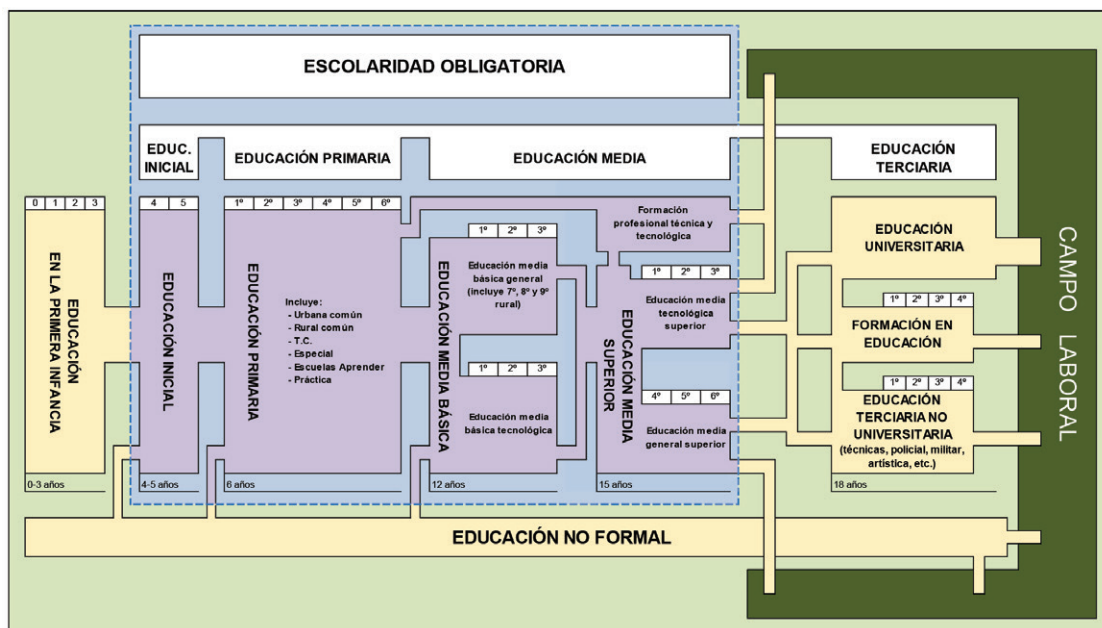 ESCOLARIDAD OBLIGATORIA
EDUC.
INICIAL
EDUCACIÓN PRIMARIA
EDUCACIÓN MEDIA
EDUCACIÓN
TERCIARIA
0 1 2 3
EDUCACIÓN
EN LA PRIMERA INFANCIA
0-3 años
4 5
EDUCACIÓN INICIAL
4-5 años
1º 2º 3º 4º 5º 6º
EDUCACIÓN PRIMARIA
Incluye:
- Urbana común
- Rural común
- T.C.
- Especial
- Escuelas Aprender
- Práctica
6 años
EDUCACIÓN MEDIA BÁSICA
1º 2º 3º
Educación media
básica general
(incluye 7º, 8º y 9º
rural)
1º 2º 3º
Educación media
básica tecnológica
12 años
Formación
profesional técnica y
tecnológica
EDUCACIÓN MEDIA
SUPERIOR
1º 2º 3º
Educación media
tecnológica
superior
4º 5º 6º
Educación media
general superior
15 años
EDUCACIÓN
UNIVERSITARIA
1º 2º 3º 4º
FORMACIÓN EN
EDUCACIÓN
1º 2º 3º 4º
EDUCACIÓN
TERCIARIA NO
UNIVERSITARIA
(técnicas, policial, militar,
artística, etc.)
18 años
CAMPO LABORAL
EDUCACIÓN NO FORMAL